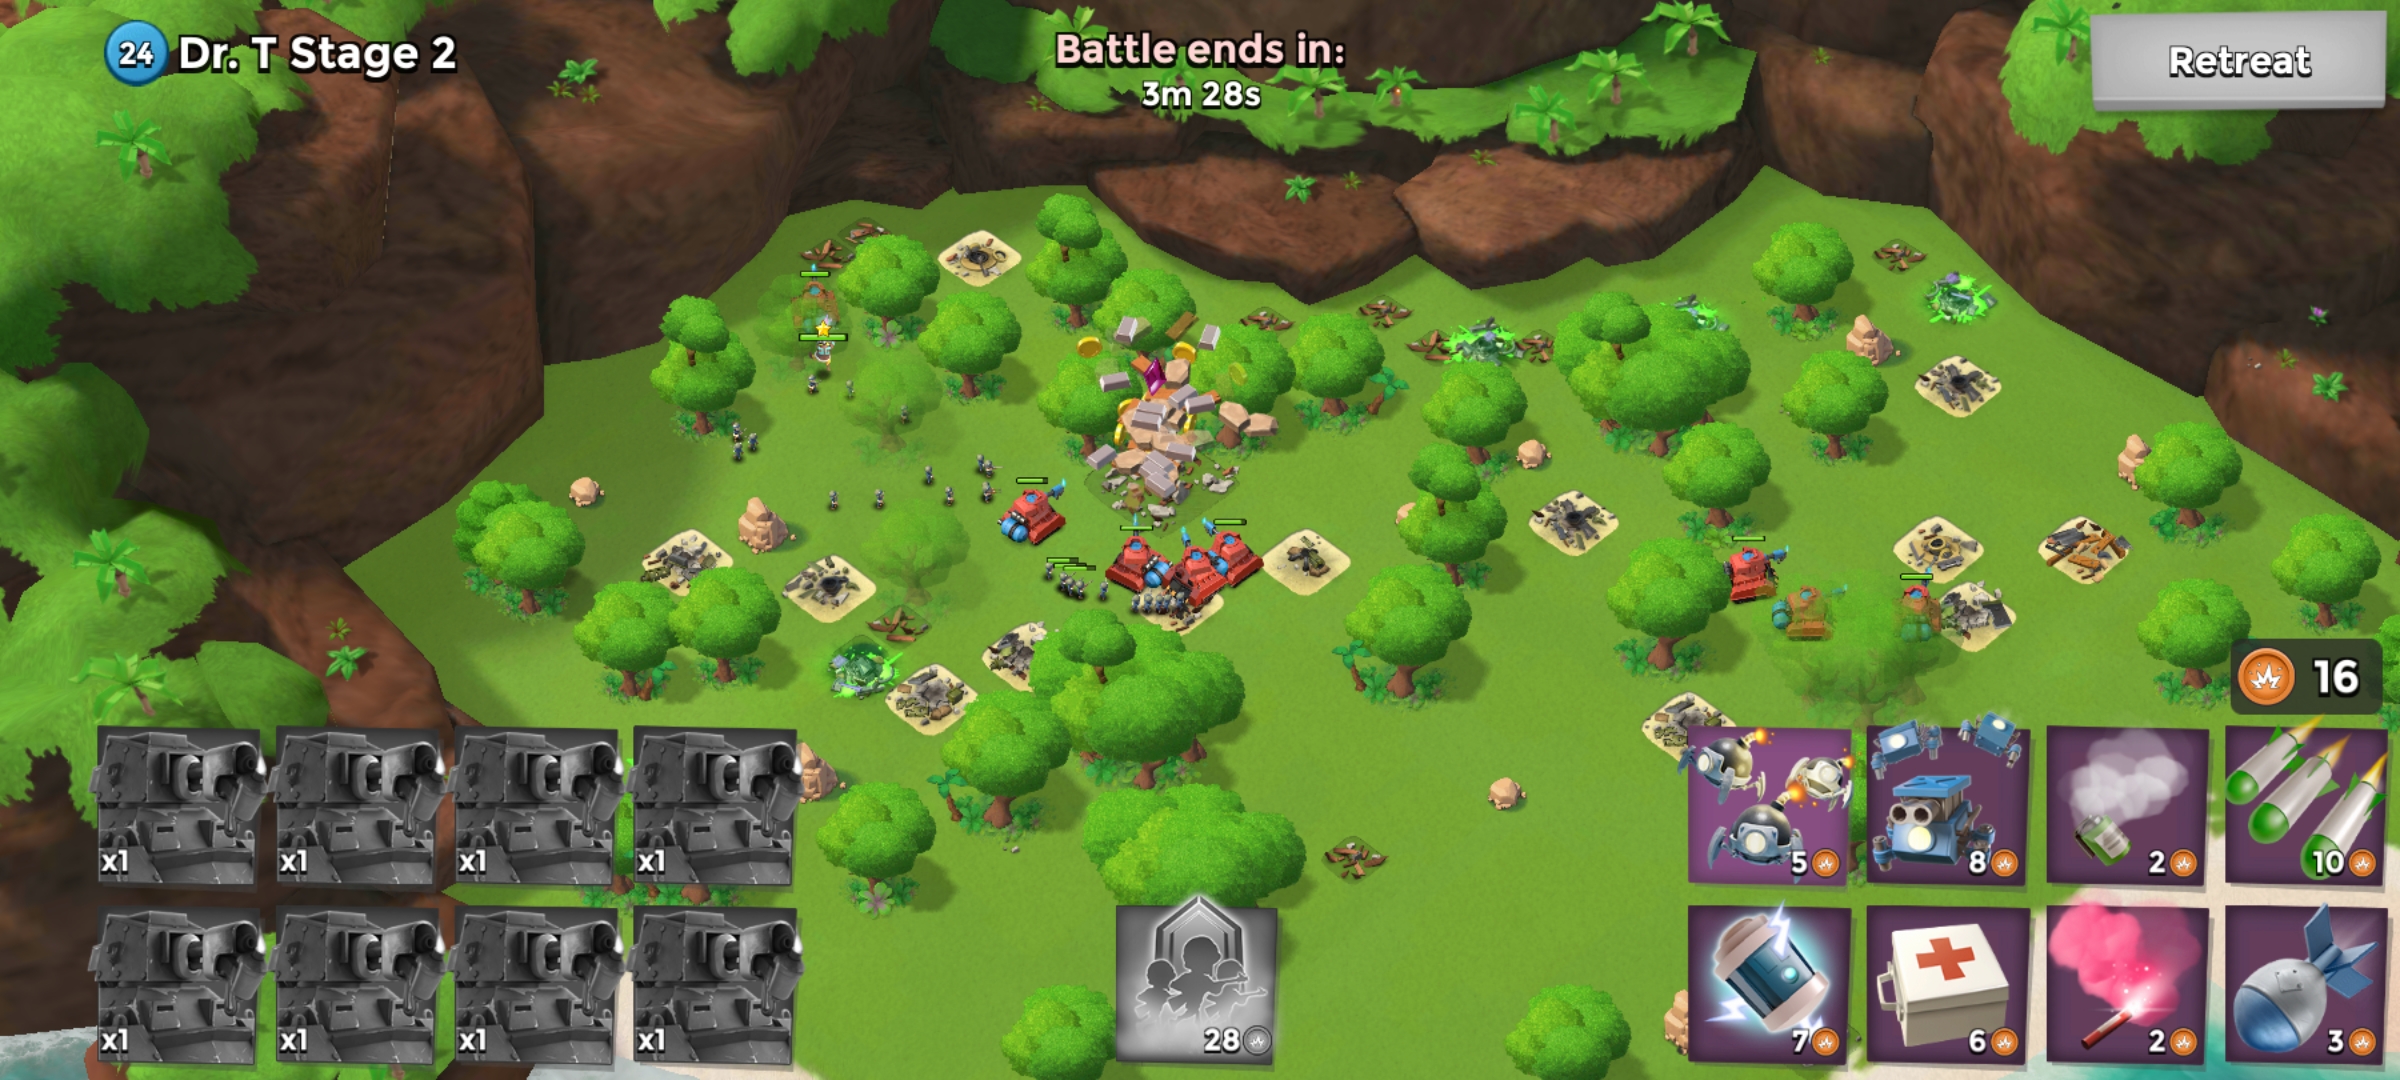 24 Dr. T Stage 2
Battle ends in:
3m 28s
Retreat
16
x1 x1 x1 x1
5 8 2 10
x1 x1 x1 x1
28
7 6 2 3